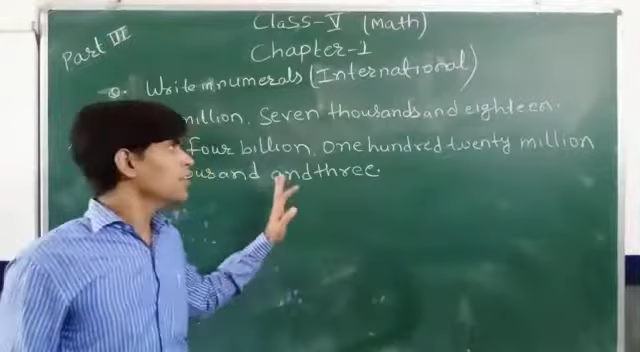 Class-V (Math)
Part III
Chapter-1
Q. Write in numerals (International)
million, Seven thousands and eighteen.
four billion, One hundred twenty million
and three.